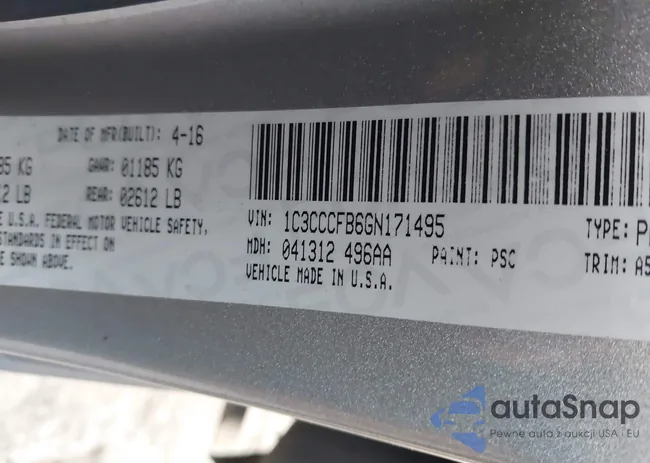 DATE OF MFR(BUILT): 4-16
85 KG GAWR: 01185 KG
12 LB REAR: 02612 LB
U.S.A. FEDERAL MOTOR VEHICLE SAFETY,
STANDARDS IN EFFECT ON
SHOWN ABOVE.
VIN: 1C3CCCFB6GN171495
TYPE:
MDH: 041312 496AA PAINT: PSC
TRIM: A5
VEHICLE MADE IN U.S.A.
autaSnap
Pewne auta z aukcji USA i EU